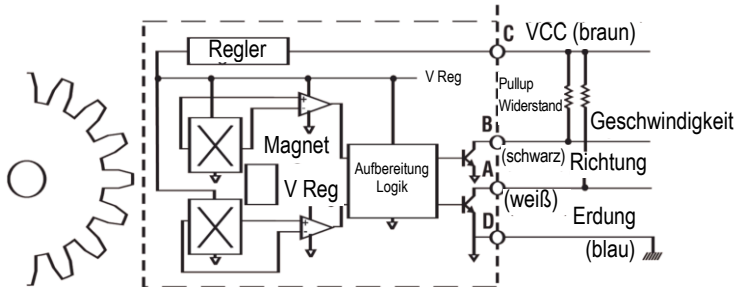 C VCC (braun)
Regler
V Reg
Pullup
Widerstand
Geschwindigkeit
B
(schwarz)
Magnet
+
-
Aufbereitung
Logik
A
Richtung
V Reg
(weiß)
+
-
D
Erdung
(blau)